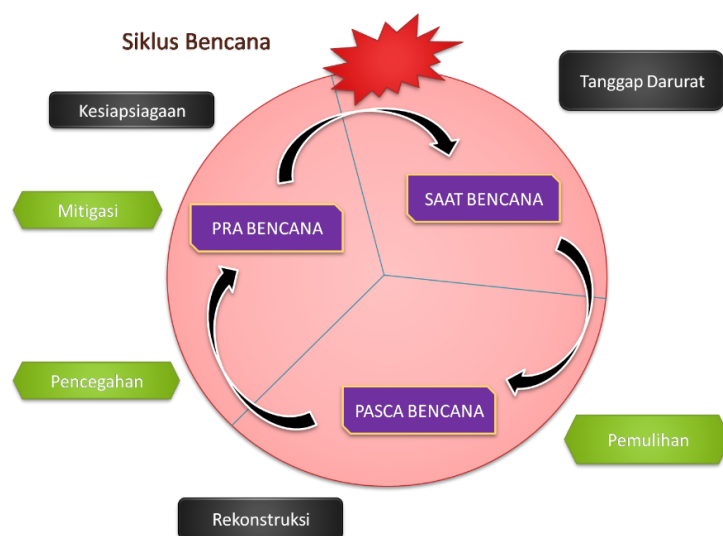 Siklus Bencana
Tanggap Darurat
Kesiapsiagaan
Mitigasi
SAAT BENCANA
PRA BENCANA
Pencegahan
PASCA BENCANA
Pemulihan
Rekonstruksi